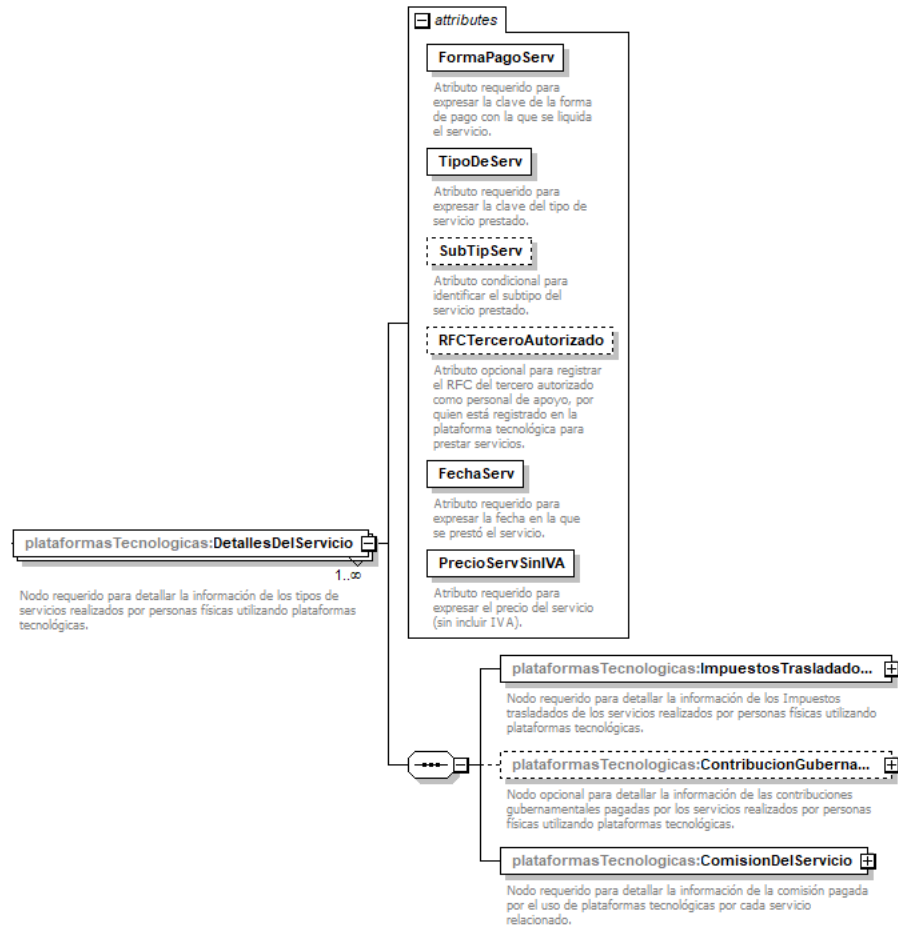 attributes
FormaPagoServ
Atributo requerido para
expresar la clave de la forma
de pago con la que se liquida
el servicio.
TipoDeServ
Atributo requerido para
expresar la clave del tipo de
servicio prestado.
SubTipServ
Atributo condicional para
identificar el subtipo del
servicio prestado.
RFCTerceroAutorizado
Atributo opcional para registrar
el RFC del tercero autorizado
como personal de apoyo, por
quien está registrado en la
plataforma tecnológica para
prestar servicios.
FechaServ
Atributo requerido para
expresar la fecha en la que
se prestó el servicio.
PrecioServSinIVA
Atributo requerido para
expresar el precio del servicio
(sin incluir IVA).
plataformasTecnologicas:DetallesDelServicio
1..∞
Nodo requerido para detallar la información de los tipos de
servicios realizados por personas físicas utilizando plataformas
tecnológicas.
plataformasTecnologicas:ImpuestosTrasladado...
Nodo requerido para detallar la información de los Impuestos
trasladados de los servicios realizados por personas físicas utilizando
plataformas tecnológicas.
plataformasTecnologicas:ContribucionGuberna...
Nodo opcional para detallar la información de las contribuciones
gubernamentales pagadas por los servicios realizados por personas
físicas utilizando plataformas tecnológicas.
plataformasTecnologicas:ComisionDelServicio
Nodo requerido para detallar la información de la comisión pagada
por el uso de plataformas tecnológicas por cada servicio
relacionado.